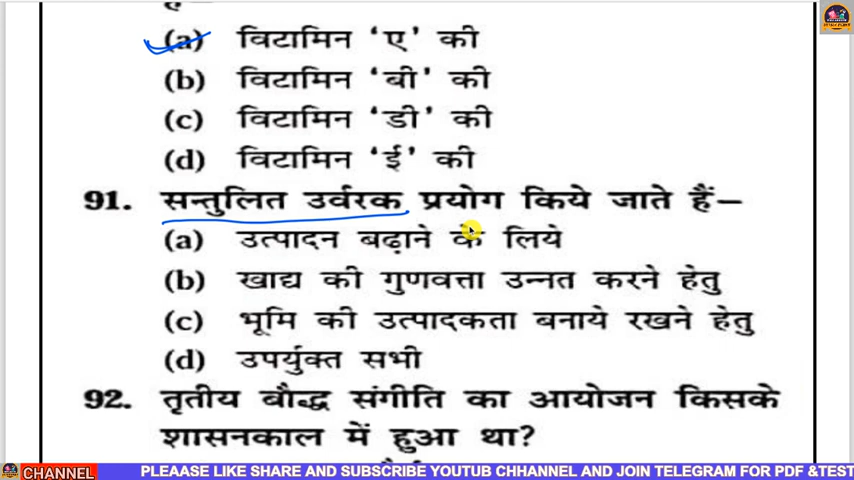 है–
(a) विटामिन ‘ए’ की
(b) विटामिन ‘बी’ की
(c) विटामिन ‘डी’ की
(d) विटामिन ‘ई’ की
91. सन्तुलित उर्वरक प्रयोग किये जाते हैं–
(a) उत्पादन बढ़ाने के लिये
(b) खाद्य की गुणवत्ता उन्नत करने हेतु
(c) भूमि की उत्पादकता बनाये रखने हेतु
(d) उपर्युक्त सभी
92. तृतीय बौद्ध संगीति का आयोजन किसके
शासनकाल में हुआ था?
CHANNEL PLEAASE LIKE SHARE AND SUBSCRIBE YOUTUB CHHANNEL AND JOIN TELEGRAM FOR PDF &TEST